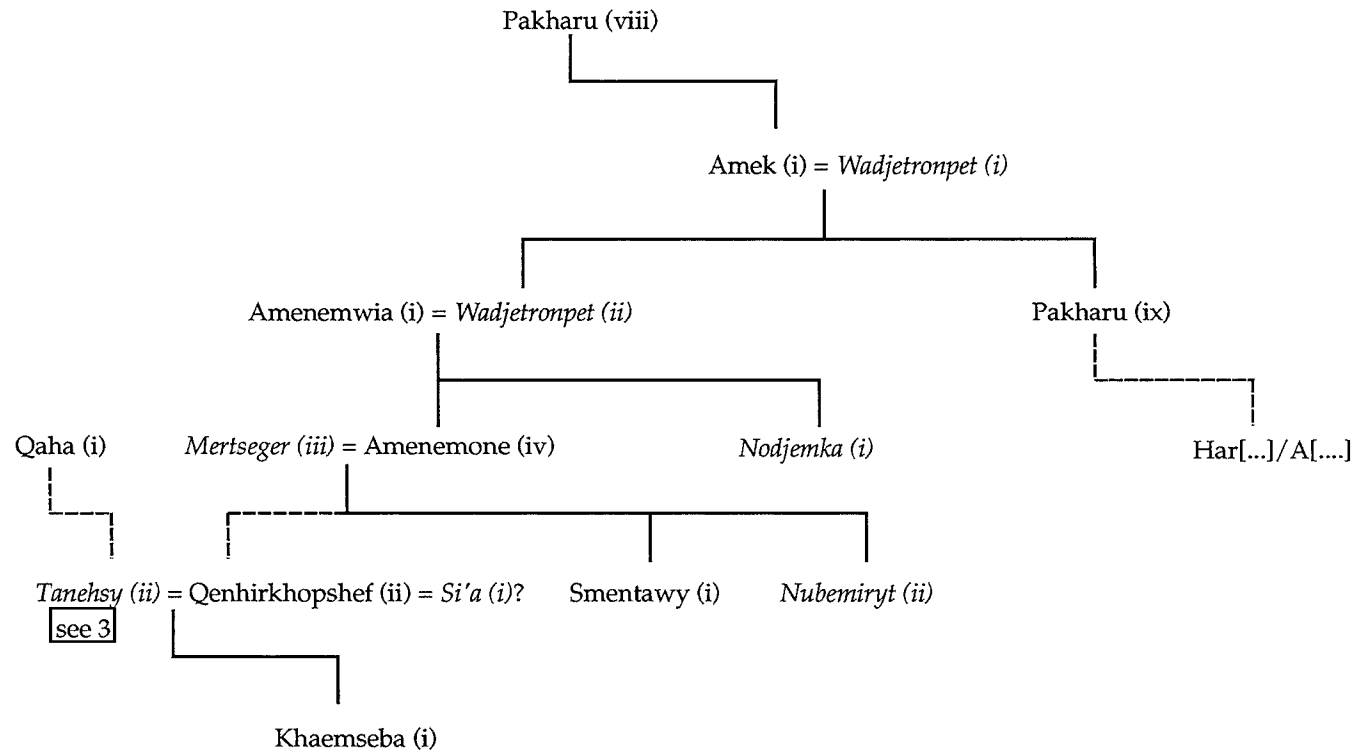 Pakharu (viii)
Amek (i) = Wadjetronpet (i)
Amenemwia (i) = Wadjetronpet (ii)
Pakharu (ix)
Qaha (i)
Mertseger (iii) = Amenemone (iv)
Nodjemka (i)
Har[...]/A[....]
Tanehsy (ii) = Qenhirkhopshef (ii) = Si'a (i)?
Smentawy (i)
Nubemiryt (ii)
see 3
Khaemseba (i)